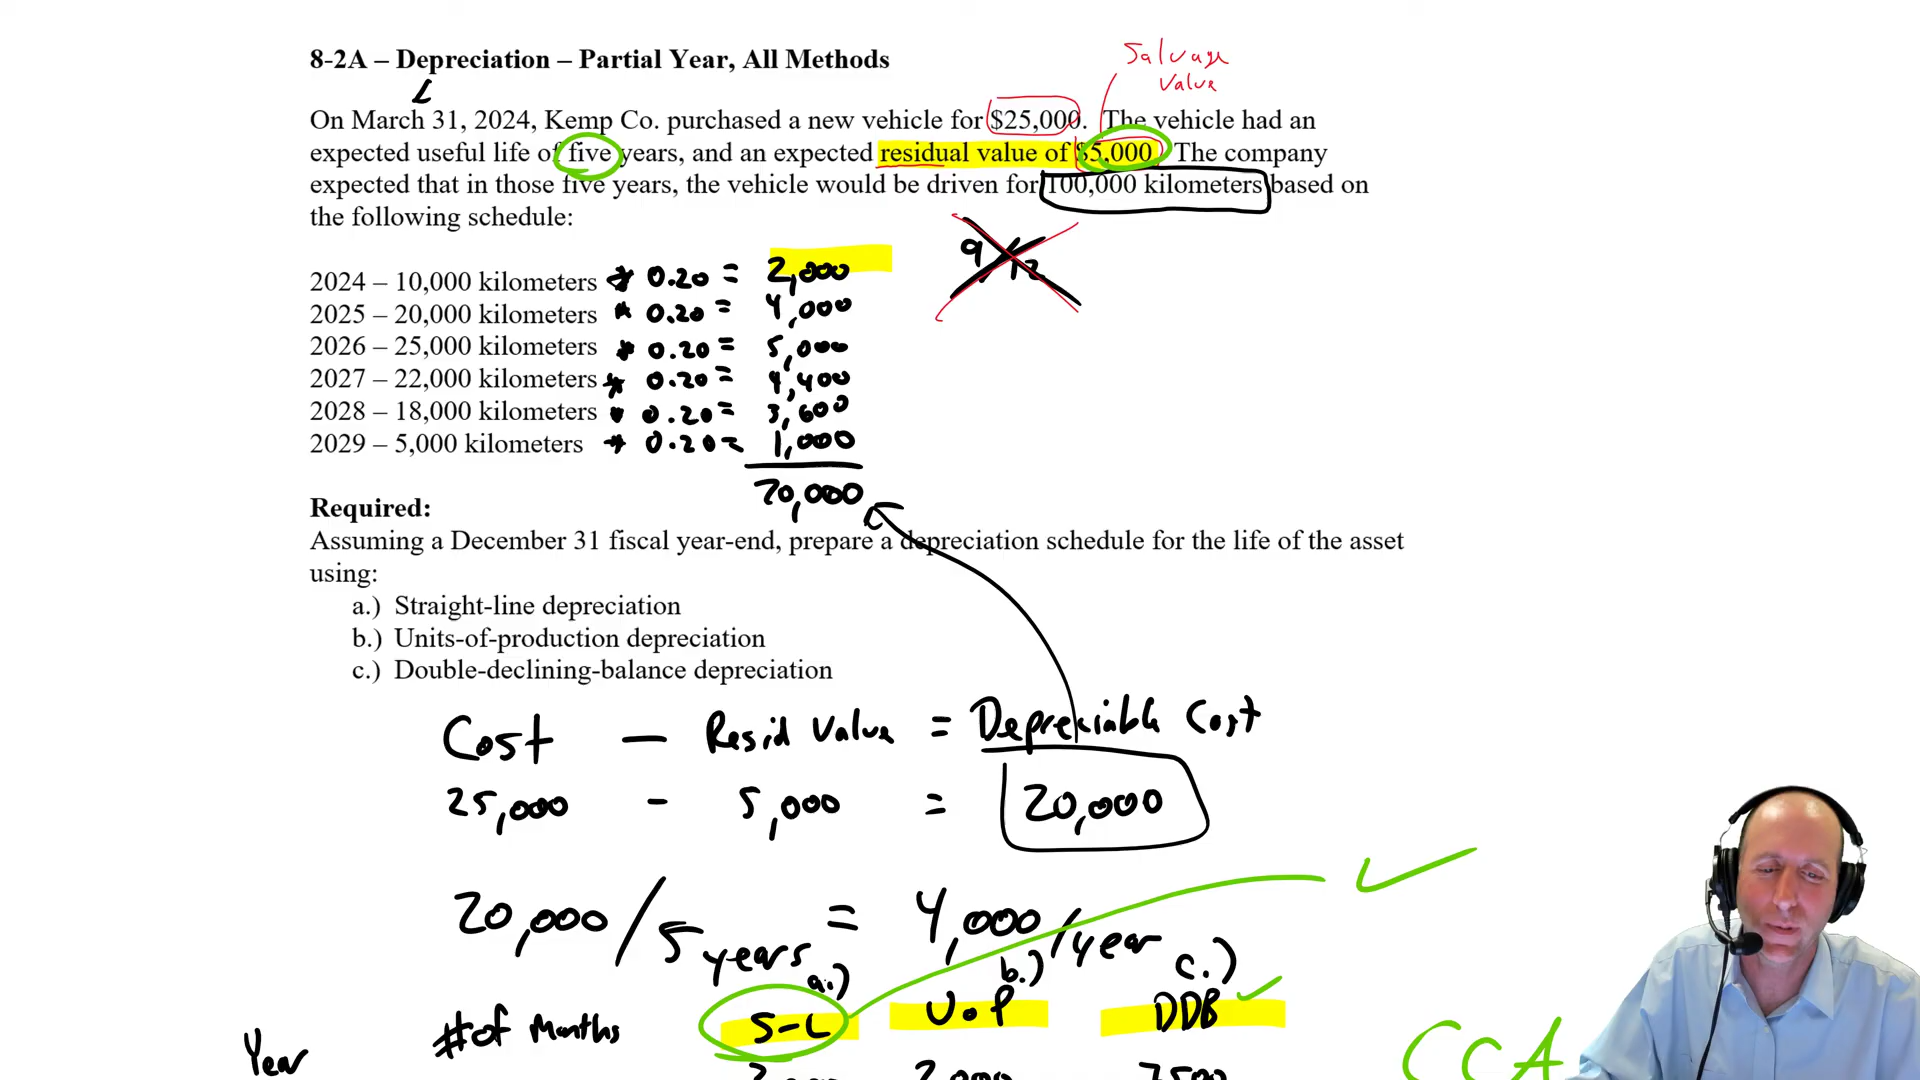 8-2A – Depreciation – Partial Year, All Methods
Salvage
Value
On March 31, 2024, Kemp Co. purchased a new vehicle for $25,000. The vehicle had an
expected useful life of five years, and an expected residual value of $5,000. The company
expected that in those five years, the vehicle would be driven for 100,000 kilometers based on
the following schedule:
9/12
2024 – 10,000 kilometers * 0.20 = 2,000
2025 – 20,000 kilometers * 0.20 = 4,000
2026 – 25,000 kilometers * 0.20 = 5,000
2027 – 22,000 kilometers * 0.20 = 4,400
2028 – 18,000 kilometers * 0.20 = 3,600
2029 – 5,000 kilometers * 0.20 = 1,000
20,000
Required:
Assuming a December 31 fiscal year-end, prepare a depreciation schedule for the life of the asset
using:
a.) Straight-line depreciation
b.) Units-of-production depreciation
c.) Double-declining-balance depreciation
Cost – Resid Value = Depreciable Cost
25,000 - 5,000 = 20,000
20,000 / 5 years = 4,000 / year
a.) b.) c.)
Year # of Months S-L U.o.P DDB
CCA